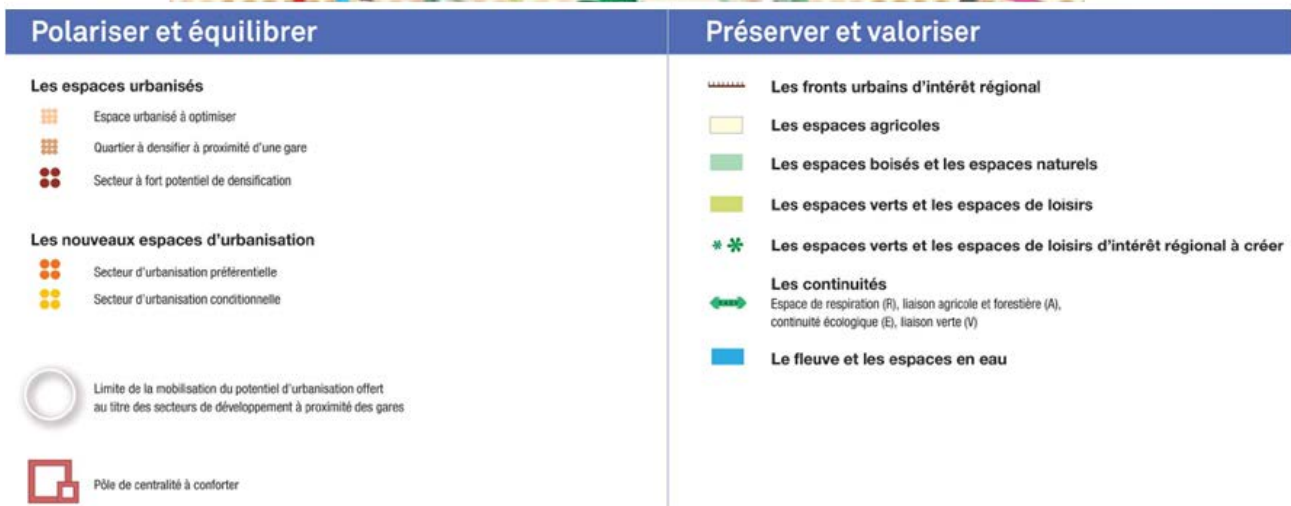 Polariser et équilibrer
Les espaces urbanisés
Espace urbanisé à optimiser
Quartier à densifier à proximité d'une gare
Secteur à fort potentiel de densification
Les nouveaux espaces d'urbanisation
Secteur d'urbanisation préférentielle
Secteur d'urbanisation conditionnelle
Limite de la mobilisation du potentiel d'urbanisation offert
au titre des secteurs de développement à proximité des gares
Pôle de centralité à conforter
Préserver et valoriser
Les fronts urbains d'intérêt régional
Les espaces agricoles
Les espaces boisés et les espaces naturels
Les espaces verts et les espaces de loisirs
Les espaces verts et les espaces de loisirs d'intérêt régional à créer
Les continuités
Espace de respiration (R), liaison agricole et forestière (A),
continuité écologique (E), liaison verte (V)
Le fleuve et les espaces en eau